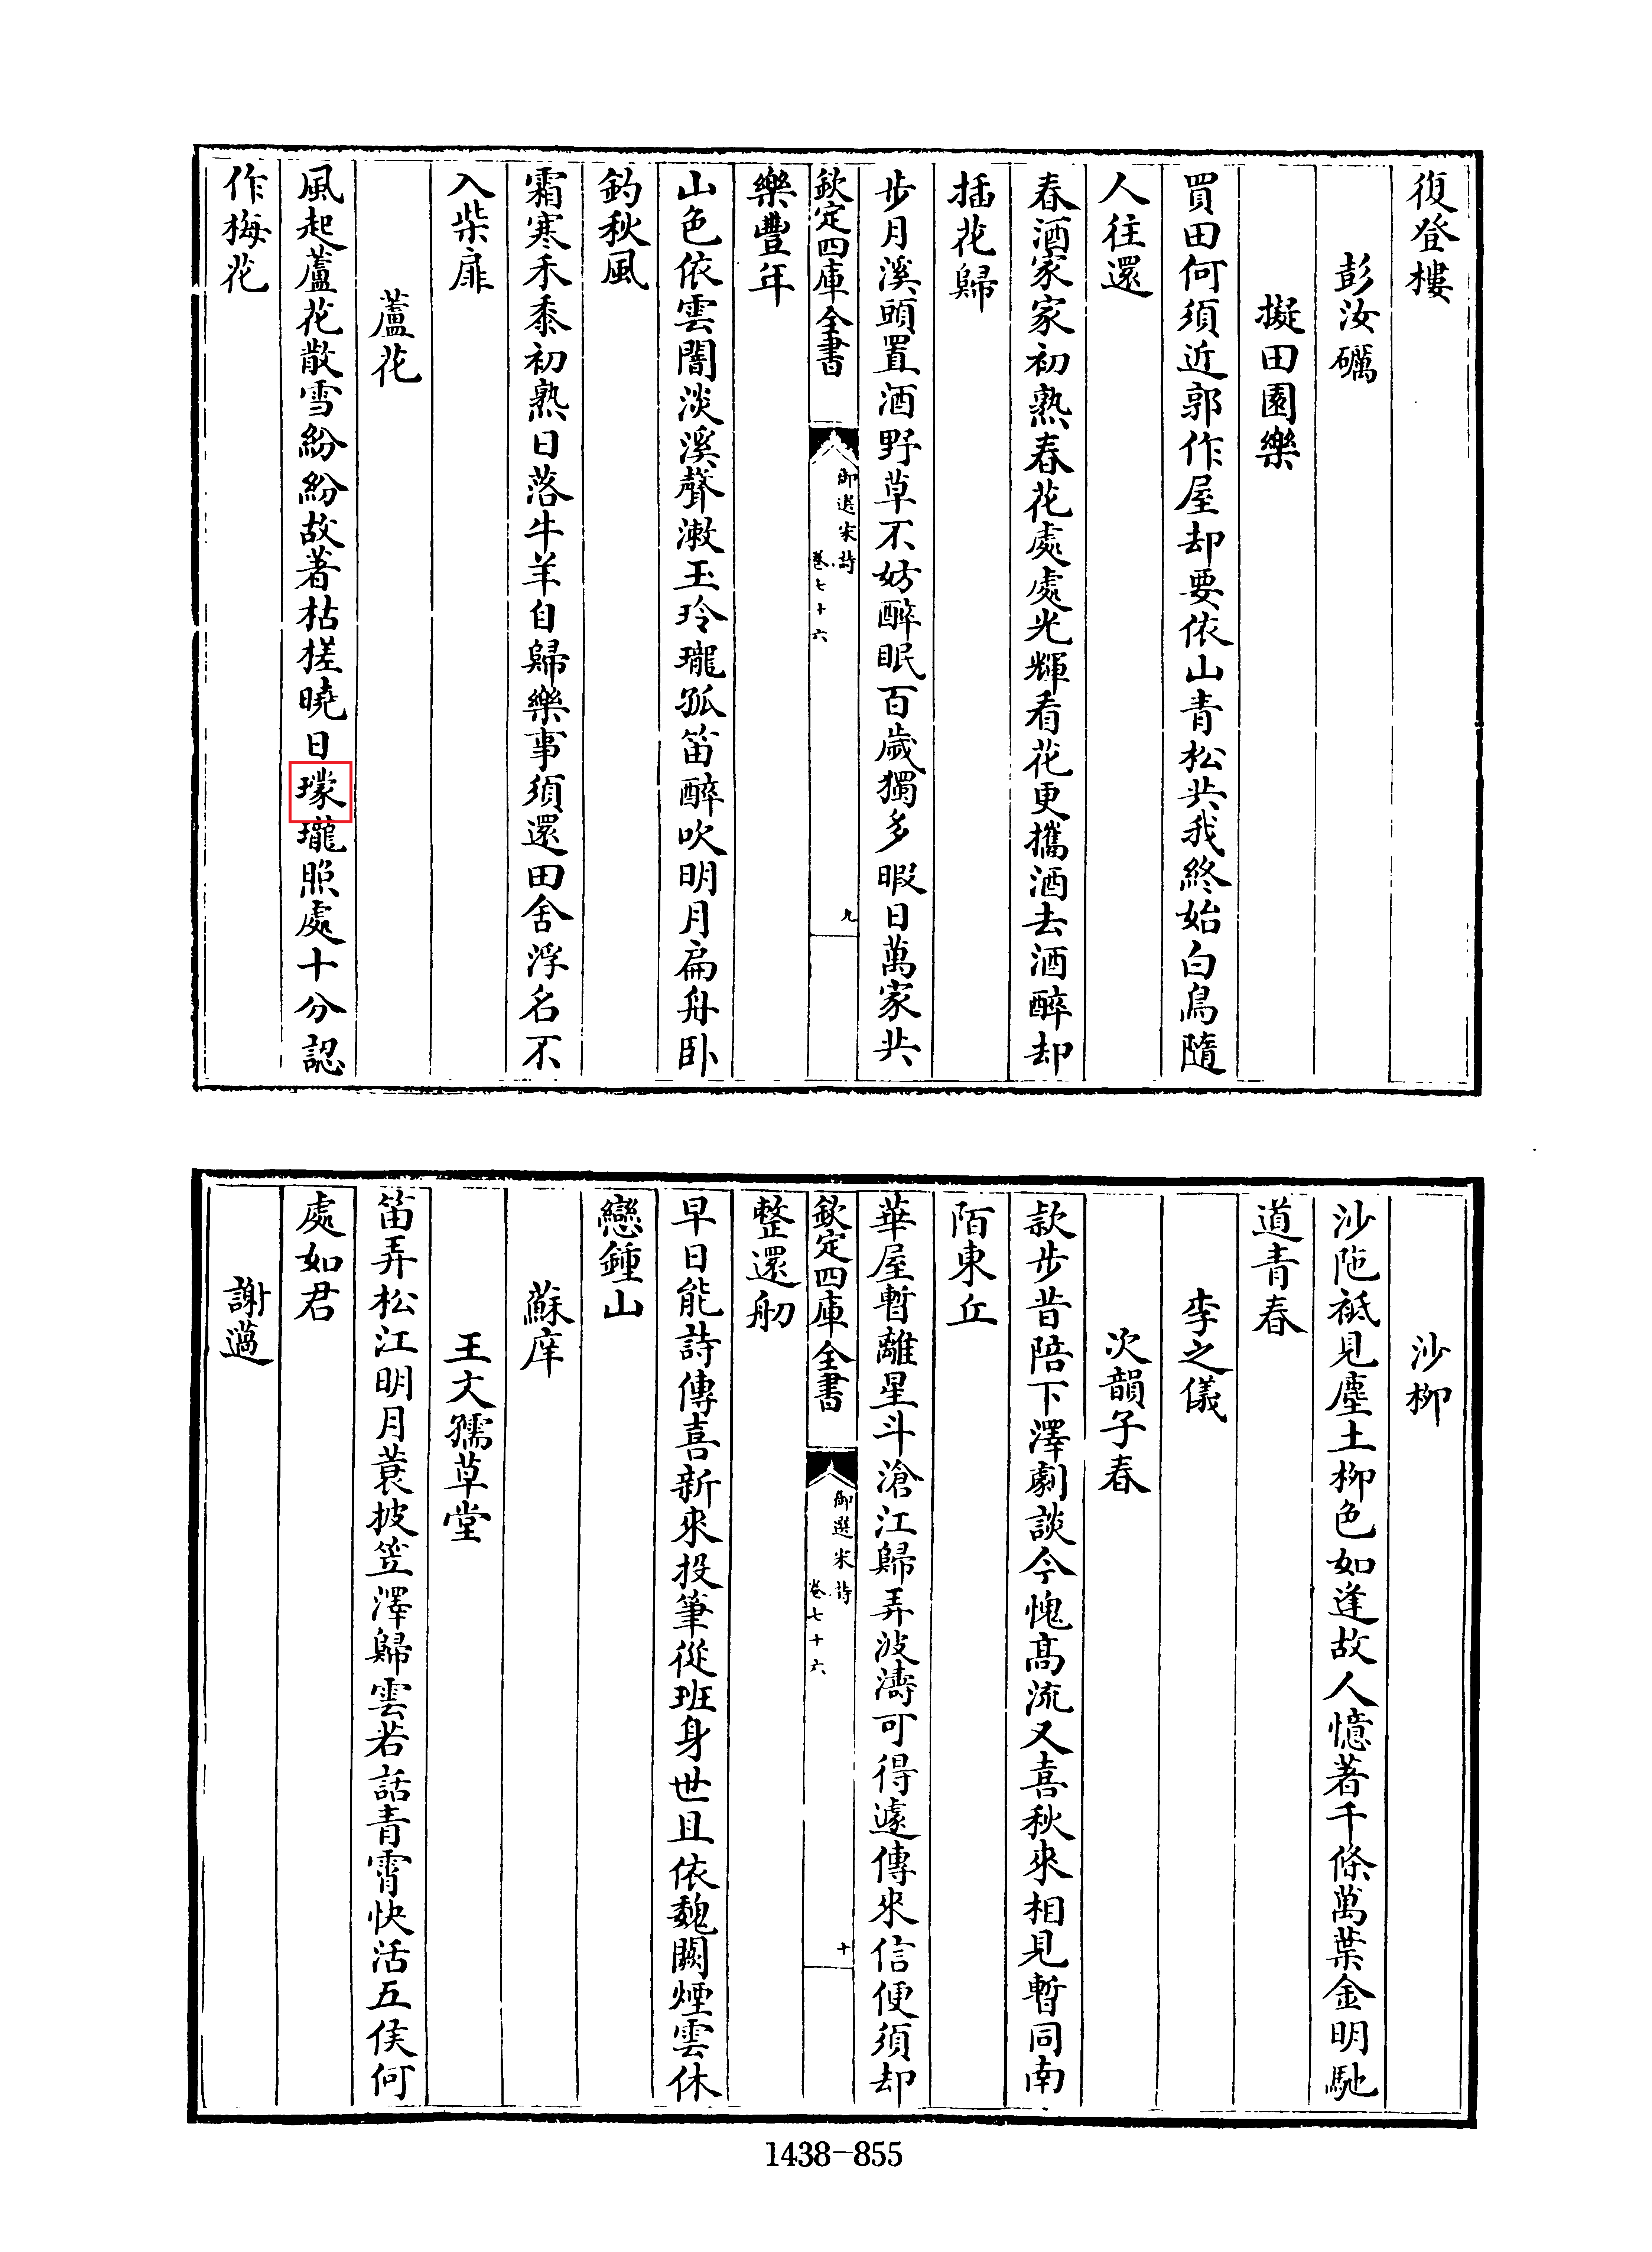 復登樓
彭汝礪
擬田園樂
買田何須近郭作屋却要依山青松共我終始白鳥隨
人往還
春酒家家初熟春花處處光輝看花更攜酒去酒醉却
插花歸
步月溪頭置酒野草不妨醉眠百歲獨多暇日萬家共
欽定四庫全書
御選宋詩
卷七十六
九
樂豐年
山色依雲闇淡溪聲漱玉玲瓏孤笛醉吹明月扁舟卧
釣秋風
霜寒禾黍初熟日落牛羊自歸樂事須還田舍浮名不
入柴扉
蘆花
風起蘆花散雪紛紛故著枯槎曉日瓏照處十分認
作梅花
沙柳
沙陁祗見塵土柳色如逢故人憶著千條萬葉金明馳
道青春
李之儀
次韻子春
款步昔陪下澤劇談今愧髙流又喜秋來相見暫同南
陌東丘
華屋暫離星斗滄江歸弄波濤可得遽傳來信便須却
欽定四庫全書
御選宋詩
卷七十六
十
整還舠
早日能詩傳喜新來投筆從班身世且依魏闕煙雲休
戀鍾山
蘇庠
王文孺草堂
笛弄松江明月蓑披笠澤歸雲若話青霄快活五侯何
處如君
謝薖
1438-855